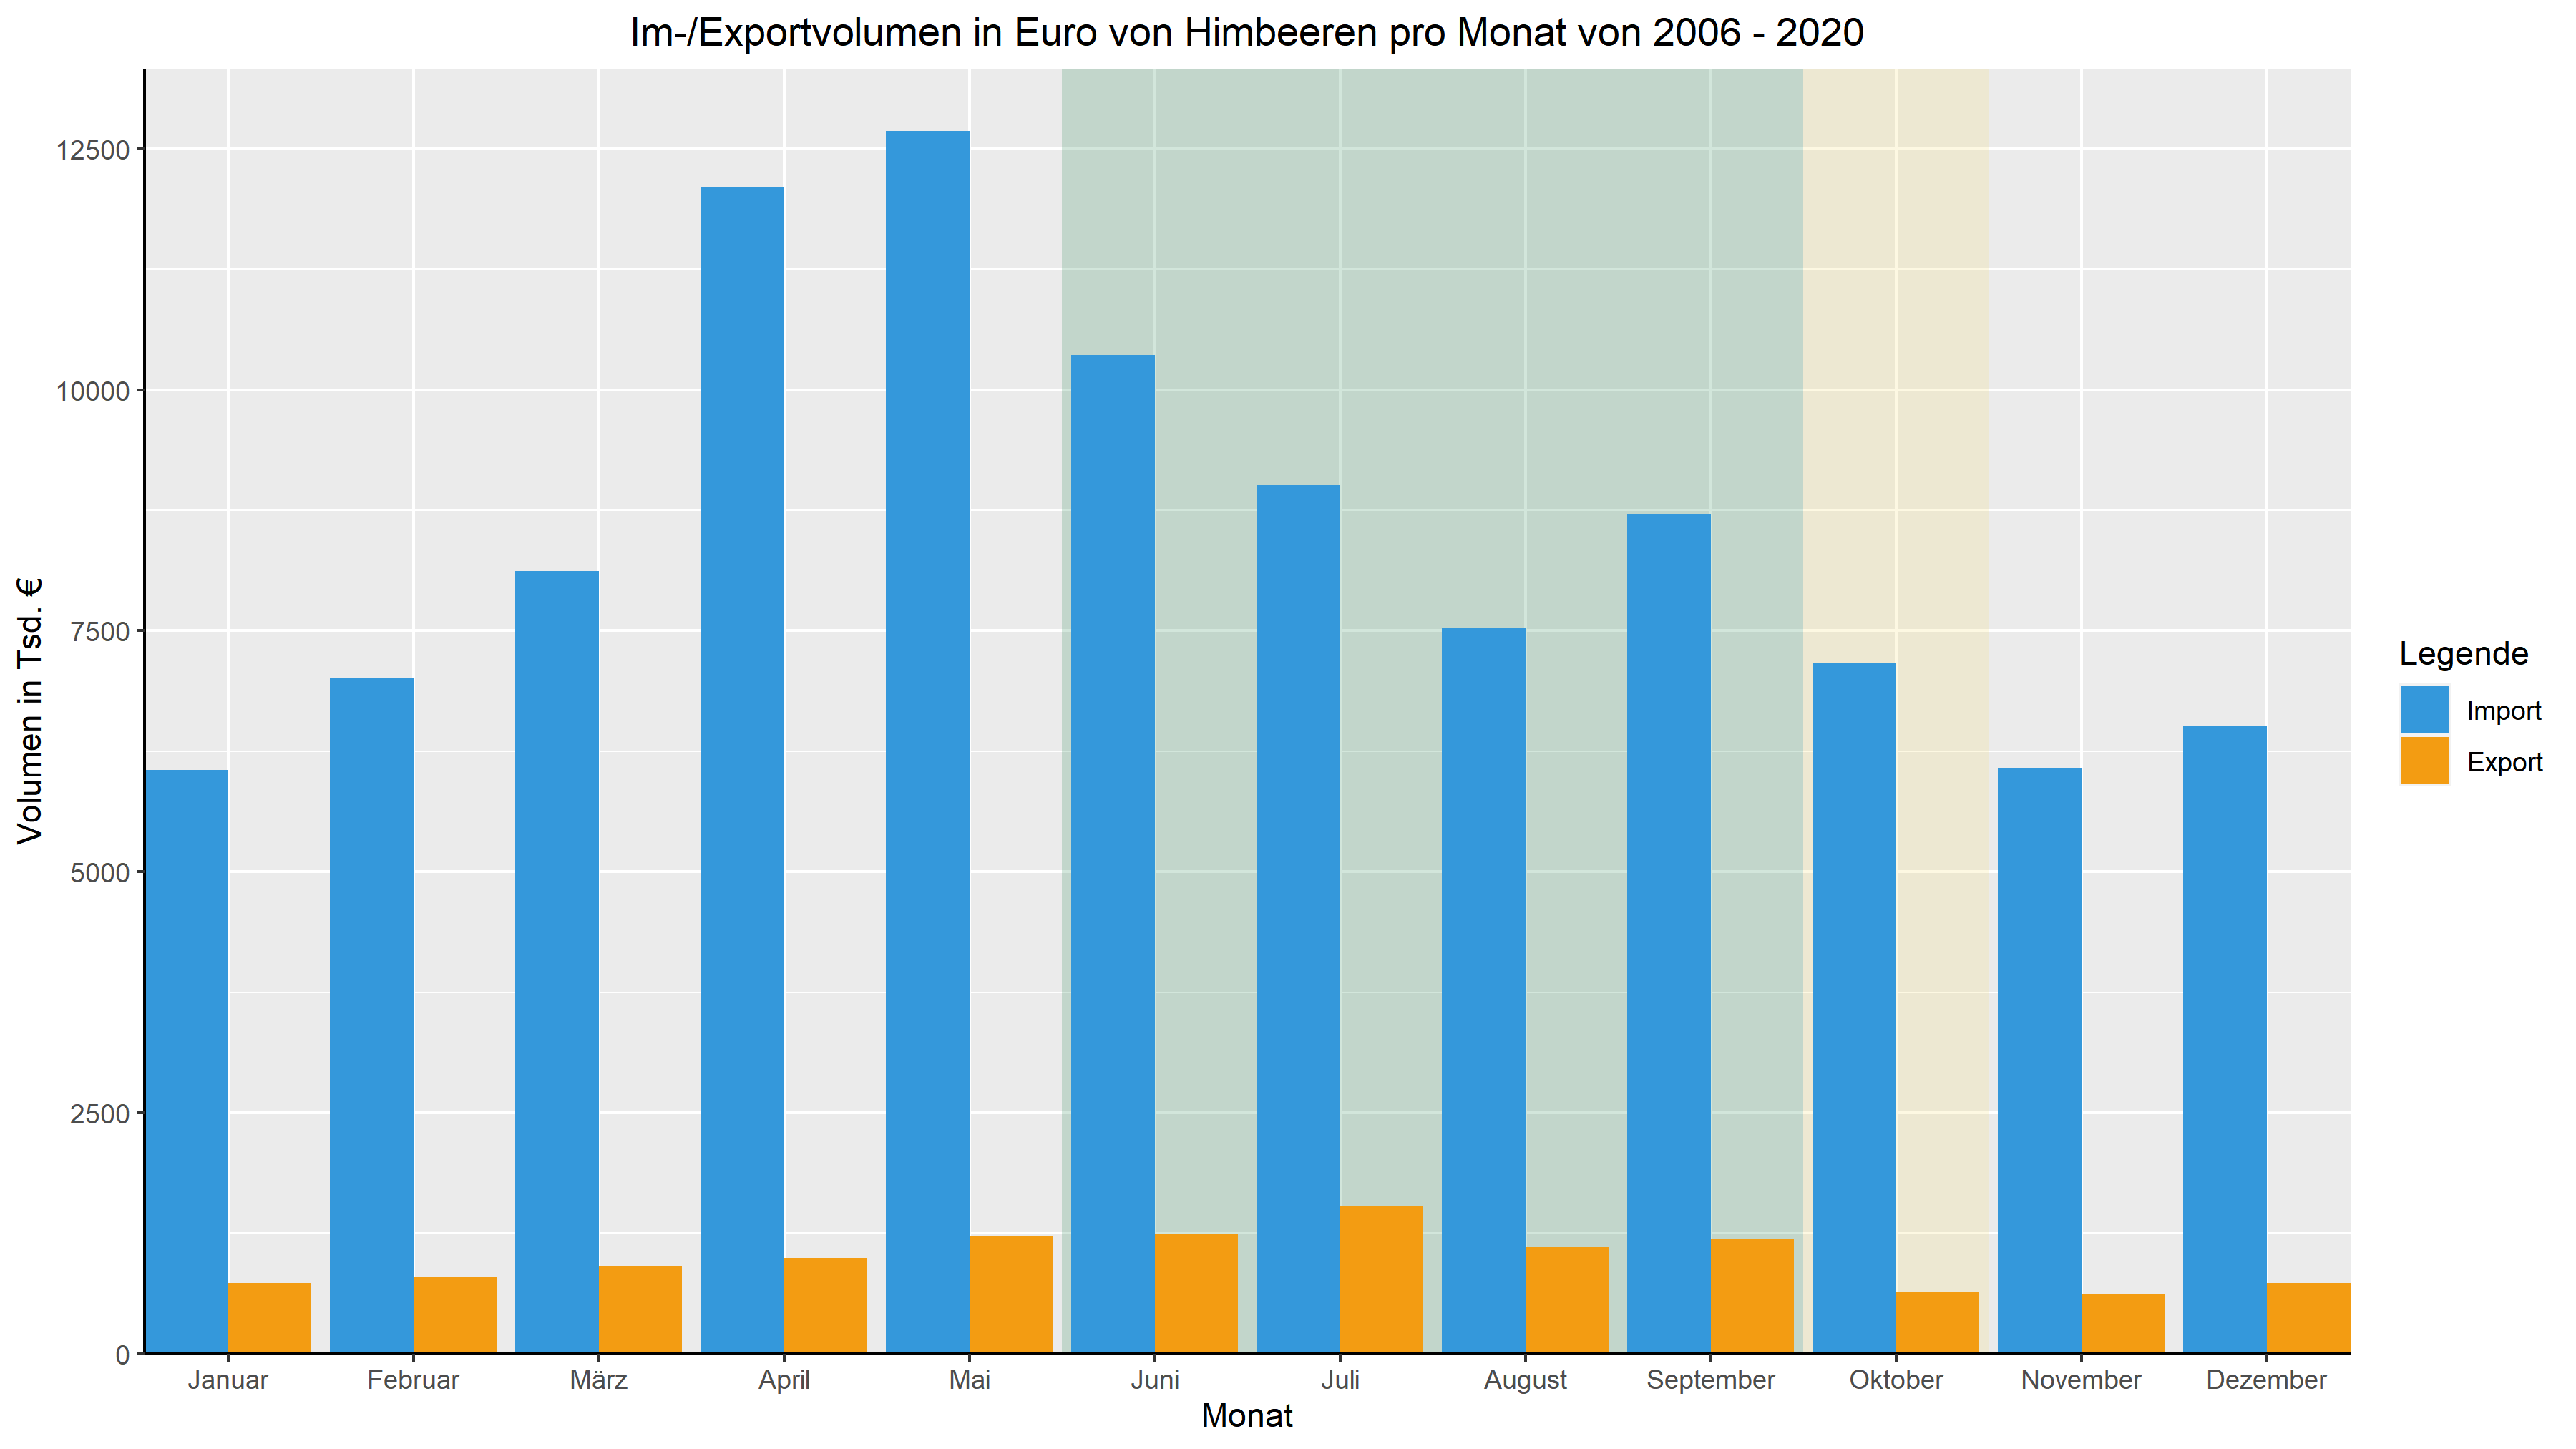 Im-/Exportvolumen in Euro von Himbeeren pro Monat von 2006 - 2020
Volumen in Tsd. €
12500
10000
7500
5000
2500
0
Januar Februar März April Mai Juni Juli August September Oktober November Dezember
Monat
Legende
Import
Export